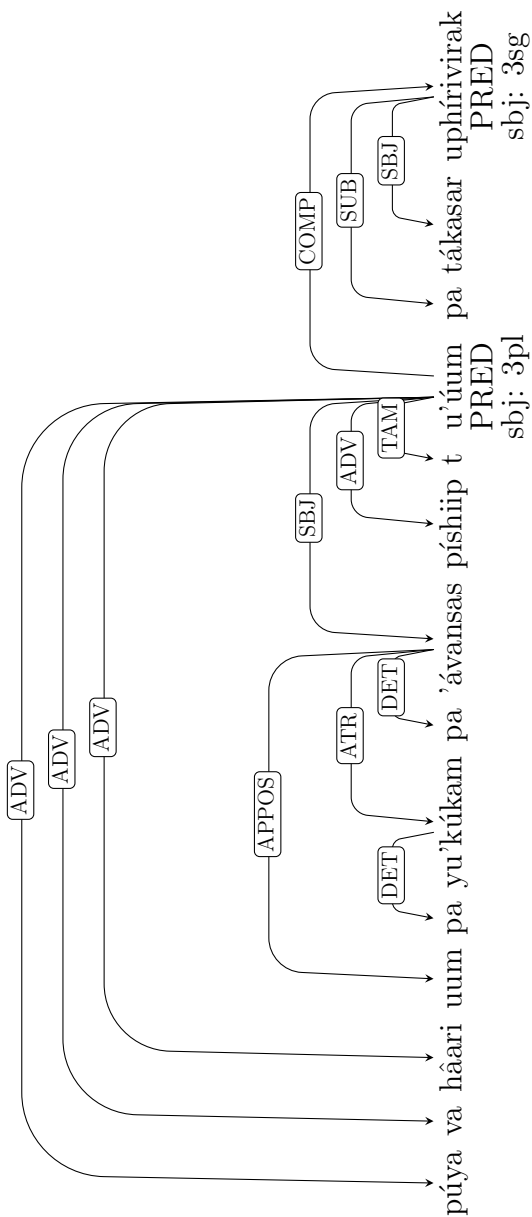 ADV
ADV
ADV
APPOS
SBJ
COMP
DET
ATR
DET
ADV
TAM
SUB
SBJ
púya va hâari uum pa yu'kúkam pa 'ávansas píshiip t u'úum pa tákasar uphírivirak
PRED PRED
sbj: 3pl sbj: 3sg